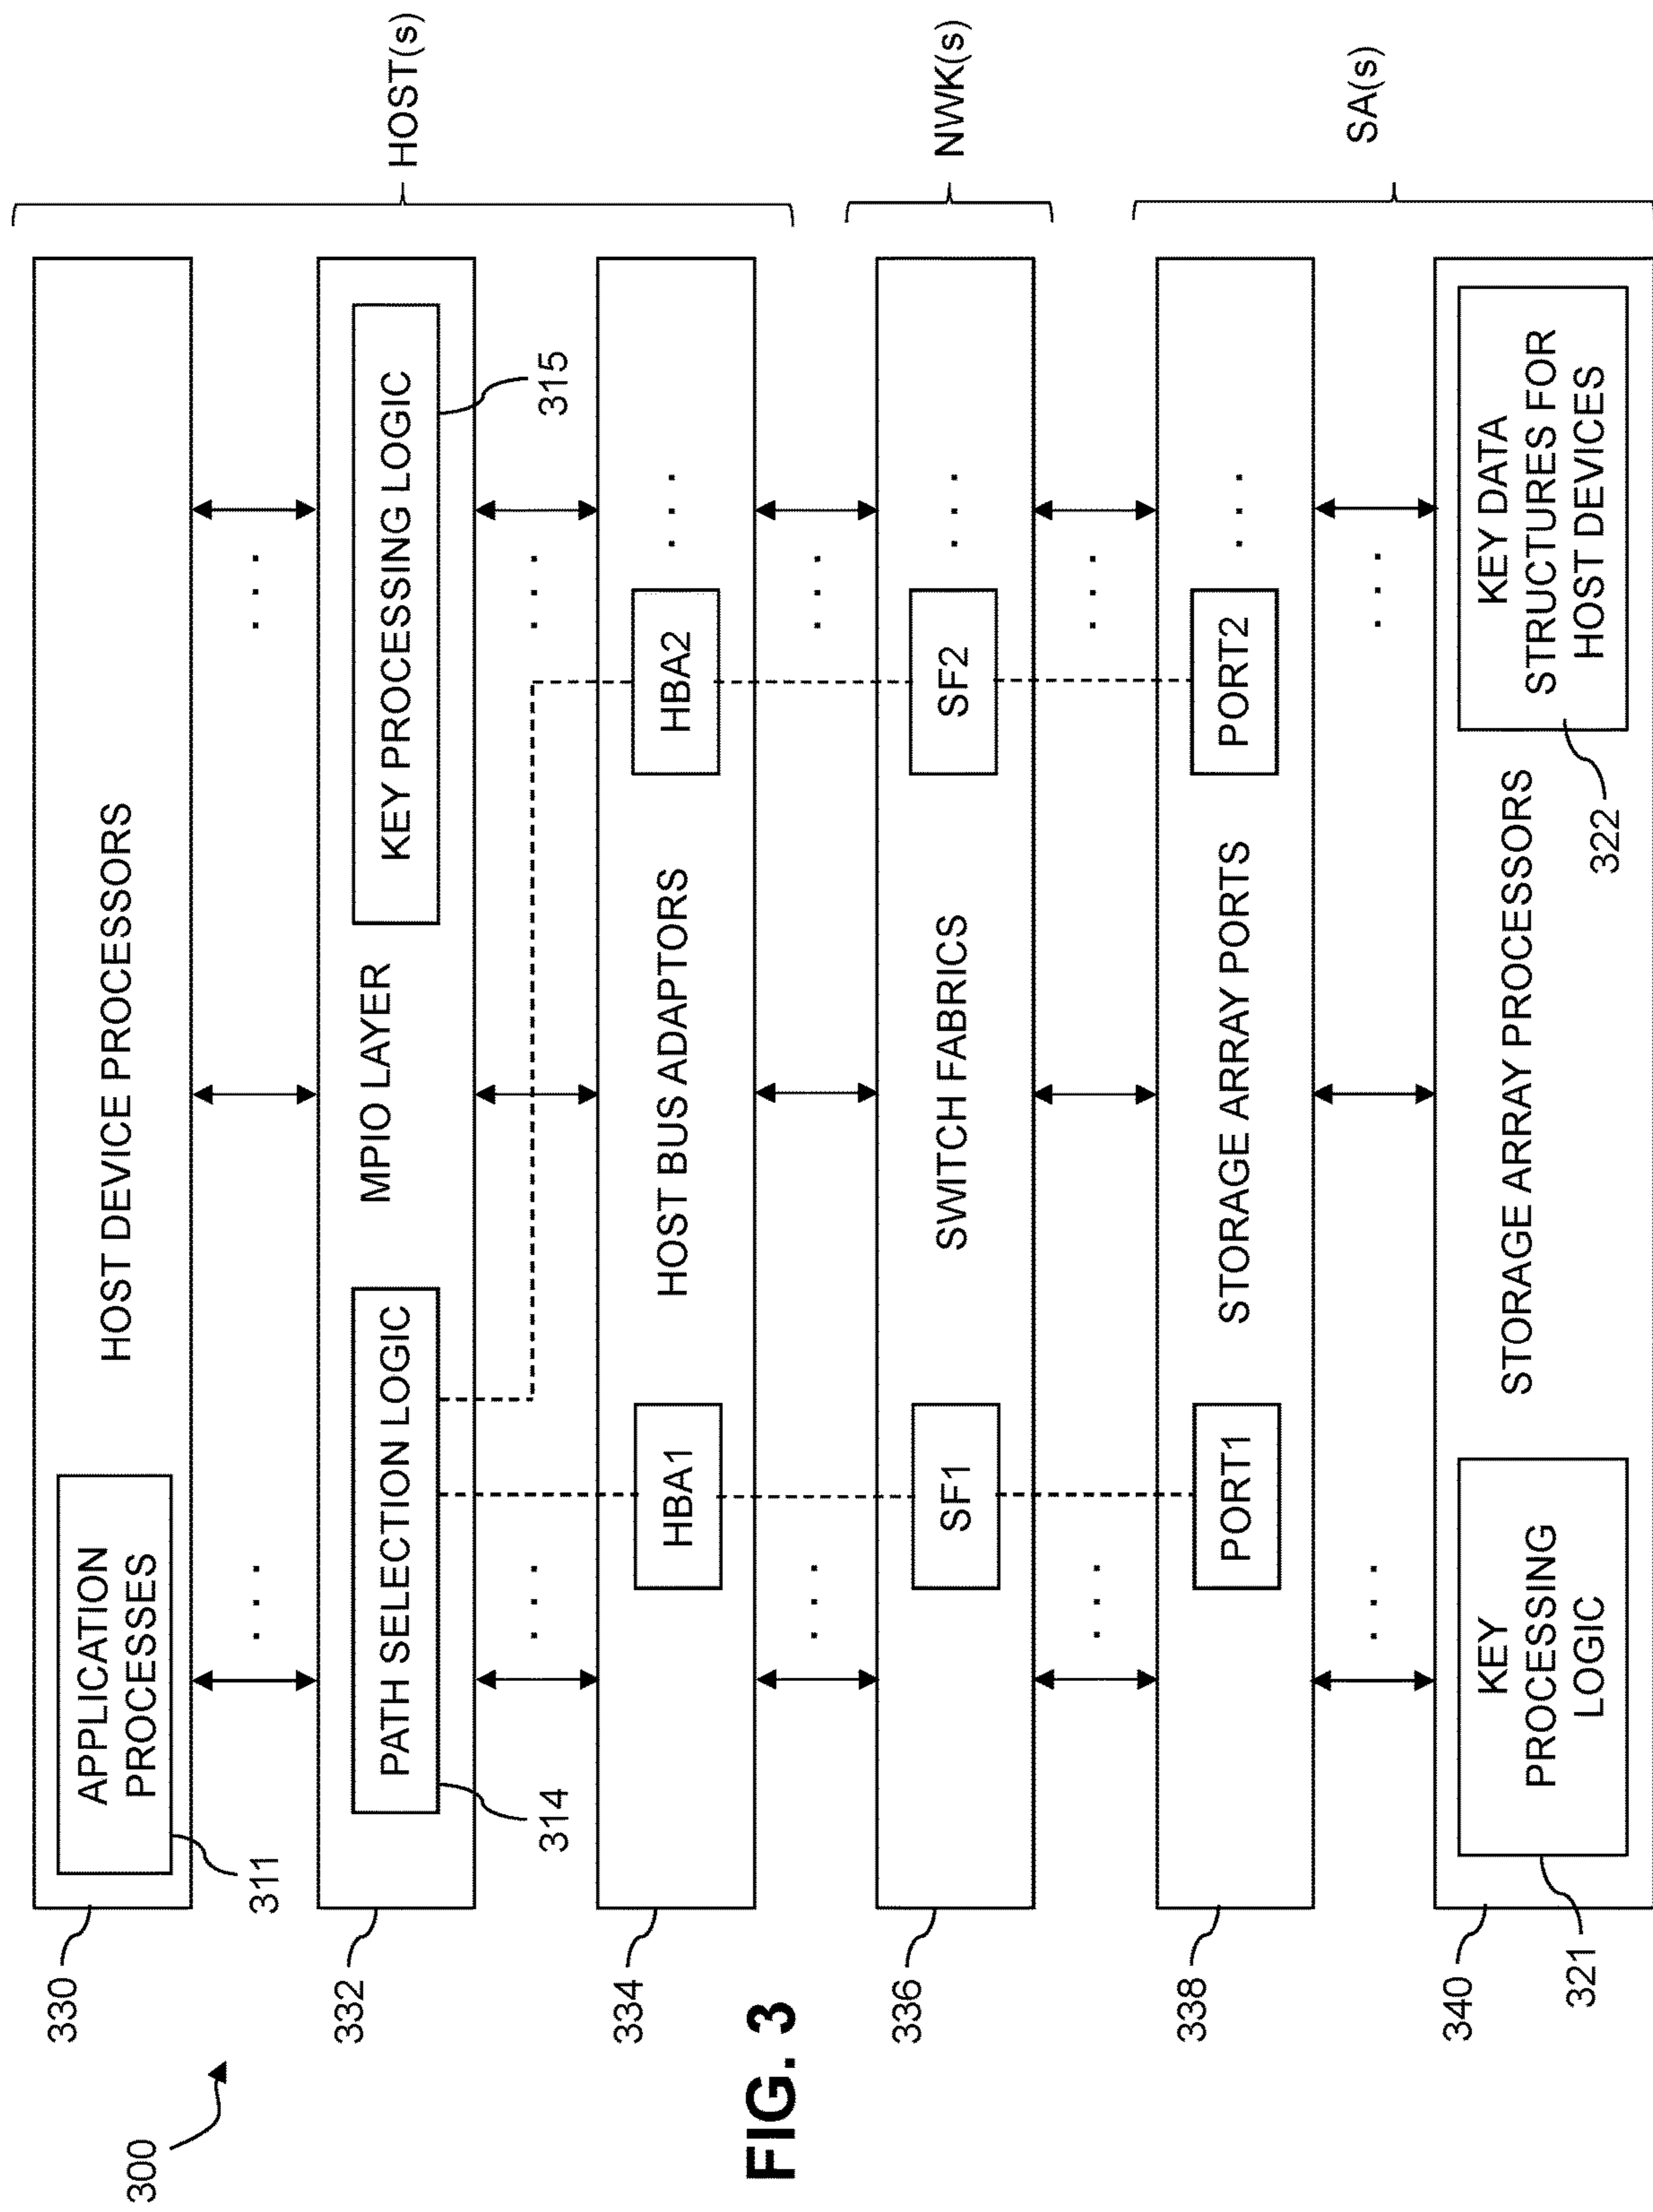 300
330
APPLICATION
PROCESSES
311
HOST DEVICE PROCESSORS
. . .
. . .
332
PATH SELECTION LOGIC
314
MPIO LAYER
KEY PROCESSING LOGIC
315
. . .
. . .
HOST(s)
334
HBA1
HOST BUS ADAPTORS
HBA2
. . .
. . .
. . .
336
SF1
SWITCH FABRICS
SF2
. . .
NWK(s)
. . .
. . .
338
PORT1
STORAGE ARRAY PORTS
PORT2
. . .
. . .
. . .
SA(s)
340
KEY
PROCESSING
LOGIC
321
STORAGE ARRAY PROCESSORS
KEY DATA
STRUCTURES FOR
HOST DEVICES
322
FIG. 3